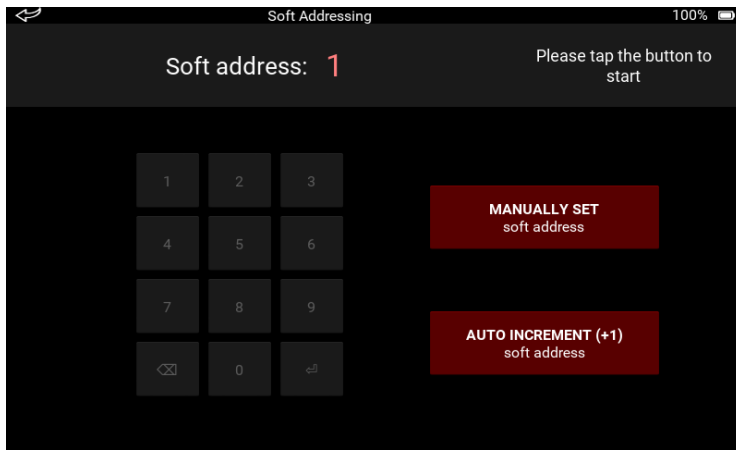 Soft Addressing
100%
Soft address: 1
Please tap the button to
start
1 2 3
4 5 6
7 8 9
⌫ 0 ⏎
MANUALLY SET
soft address
AUTO INCREMENT (+1)
soft address